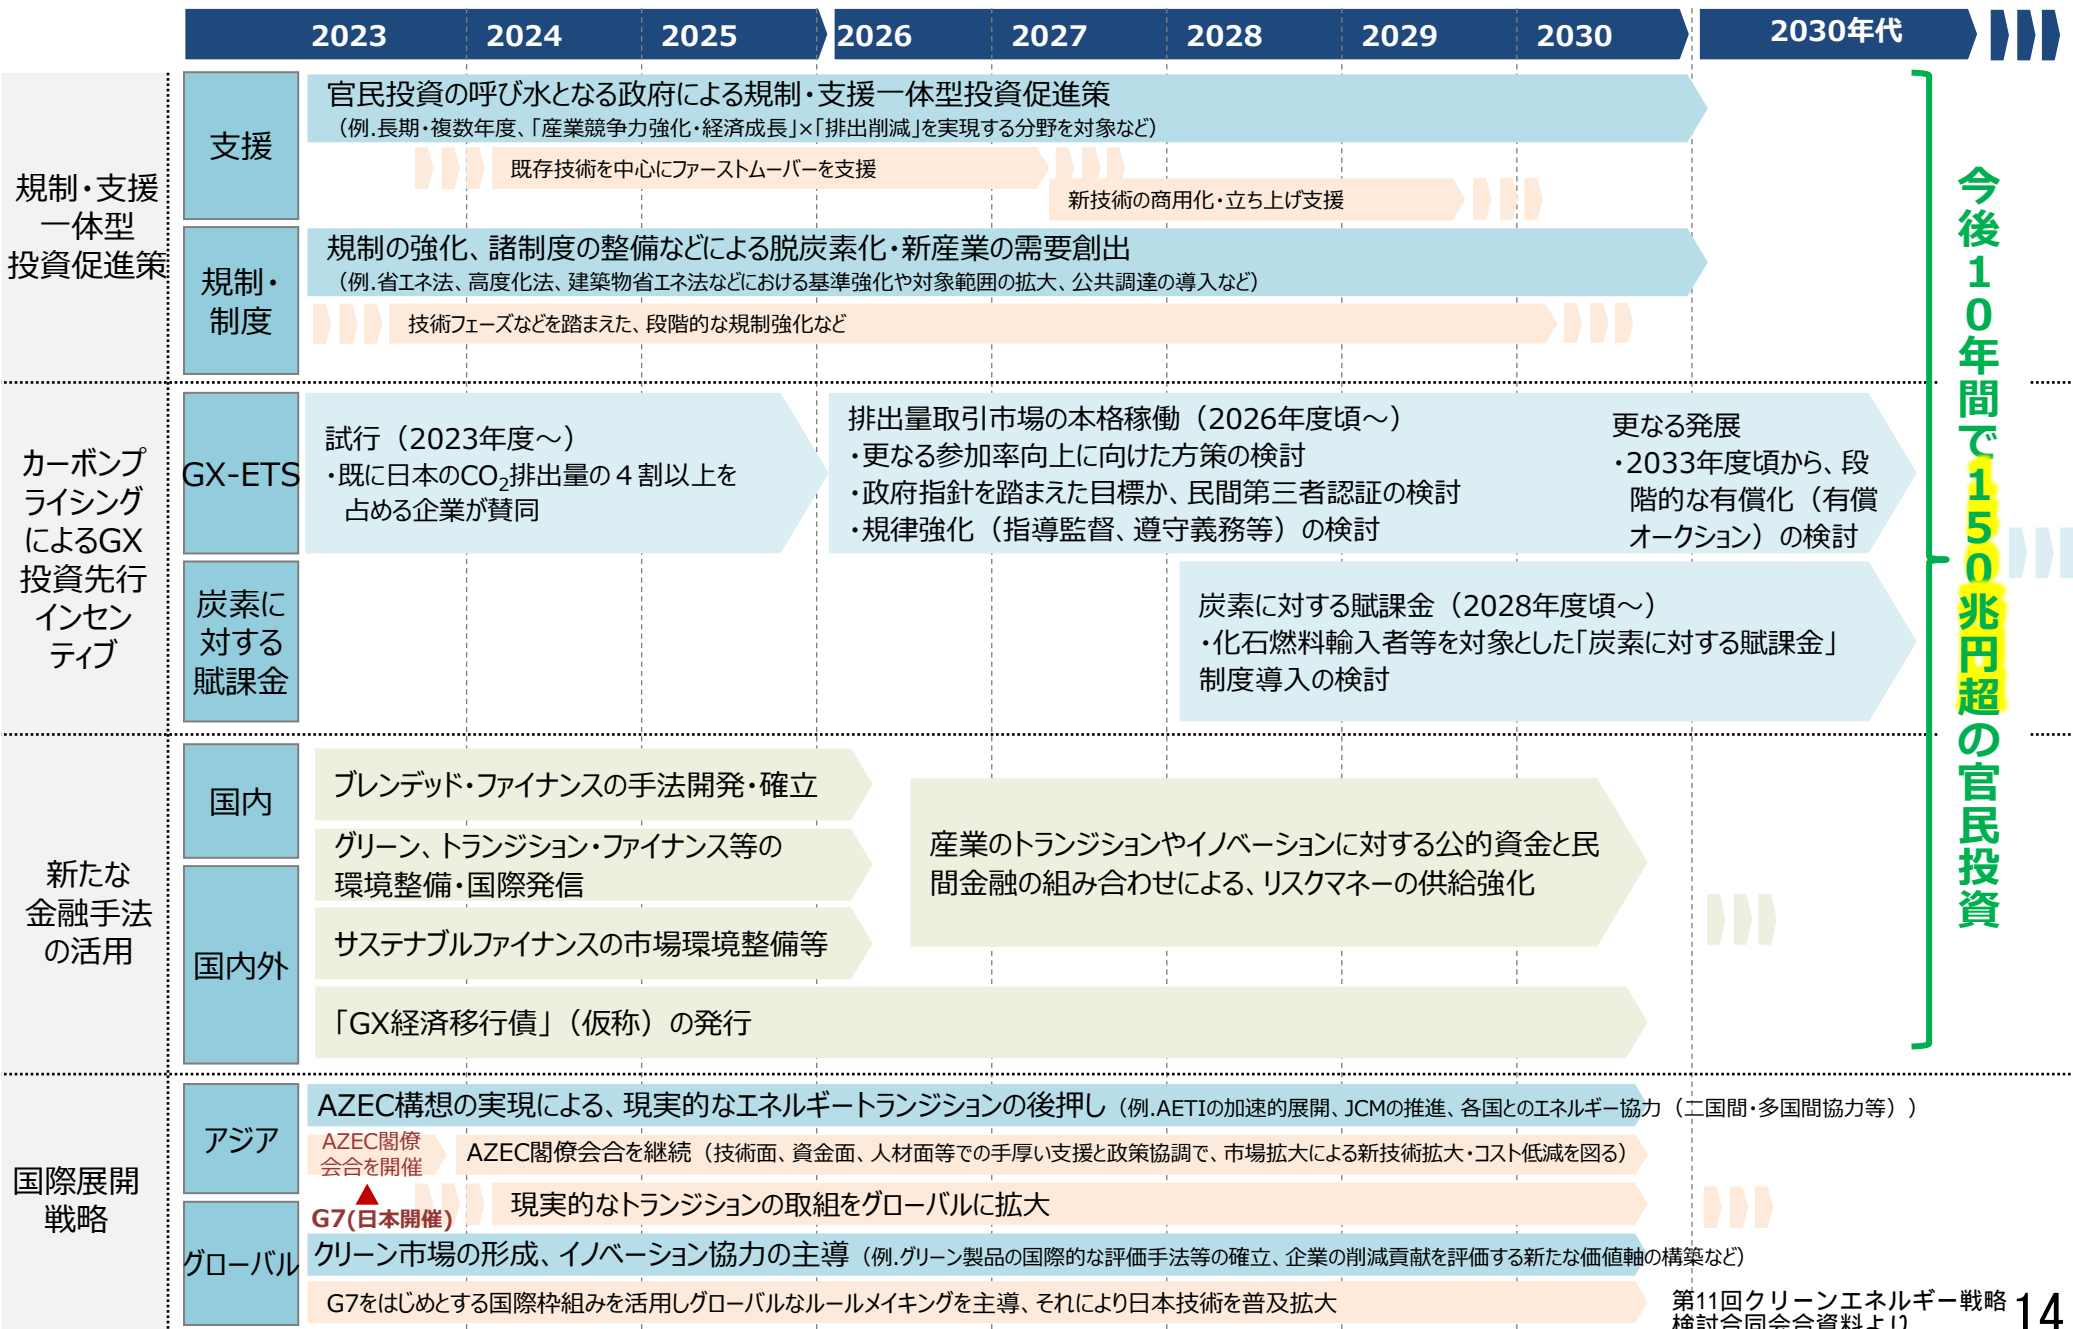 2023 2024 2025 2026 2027 2028 2029 2030 2030年代
規制・支援
一体型
投資促進策
支援
官民投資の呼び水となる政府による規制・支援一体型投資促進策
（例.長期・複数年度、「産業競争力強化・経済成長」×「排出削減」を実現する分野を対象など）
既存技術を中心にファーストムーバーを支援
新技術の商用化・立ち上げ支援
規制・
制度
規制の強化、諸制度の整備などによる脱炭素化・新産業の需要創出
（例.省エネ法、高度化法、建築物省エネ法などにおける基準強化や対象範囲の拡大、公共調達の導入など）
技術フェーズなどを踏まえた、段階的な規制強化など
カーボンプ
ライシング
によるGX
投資先行
インセン
ティブ
GX-ETS
試行（2023年度～）
・既に日本のCO₂排出量の４割以上を
占める企業が賛同
排出量取引市場の本格稼働（2026年度頃～）
・更なる参加率向上に向けた方策の検討
・政府指針を踏まえた目標か、民間第三者認証の検討
・規律強化（指導監督、遵守義務等）の検討
更なる発展
・2033年度頃から、段
階的な有償化（有償
オークション）の検討
炭素に
対する
賦課金
炭素に対する賦課金（2028年度頃～）
・化石燃料輸入者等を対象とした「炭素に対する賦課金」
制度導入の検討
新たな
金融手法
の活用
国内
国内外
ブレンデッド・ファイナンスの手法開発・確立
グリーン、トランジション・ファイナンス等の
環境整備・国際発信
サステナブルファイナンスの市場環境整備等
産業のトランジションやイノベーションに対する公的資金と民
間金融の組み合わせによる、リスクマネーの供給強化
「GX経済移行債」（仮称）の発行
今後１０年間で１５０兆円超の官民投資
国際展開
戦略
アジア
AZEC構想の実現による、現実的なエネルギートランジションの後押し（例.AETIの加速的展開、JCMの推進、各国とのエネルギー協力（二国間・多国間協力等））
AZEC閣僚
会合を開催
AZEC閣僚会合を継続（技術面、資金面、人材面等での手厚い支援と政策協調で、市場拡大による新技術拡大・コスト低減を図る）
現実的なトランジションの取組をグローバルに拡大
G7(日本開催)
グローバル
クリーン市場の形成、イノベーション協力の主導（例.グリーン製品の国際的な評価手法等の確立、企業の削減貢献を評価する新たな価値軸の構築など）
G7をはじめとする国際枠組みを活用しグローバルなルールメイキングを主導、それにより日本技術を普及拡大
第11回クリーンエネルギー戦略
検討合同会合資料より
14